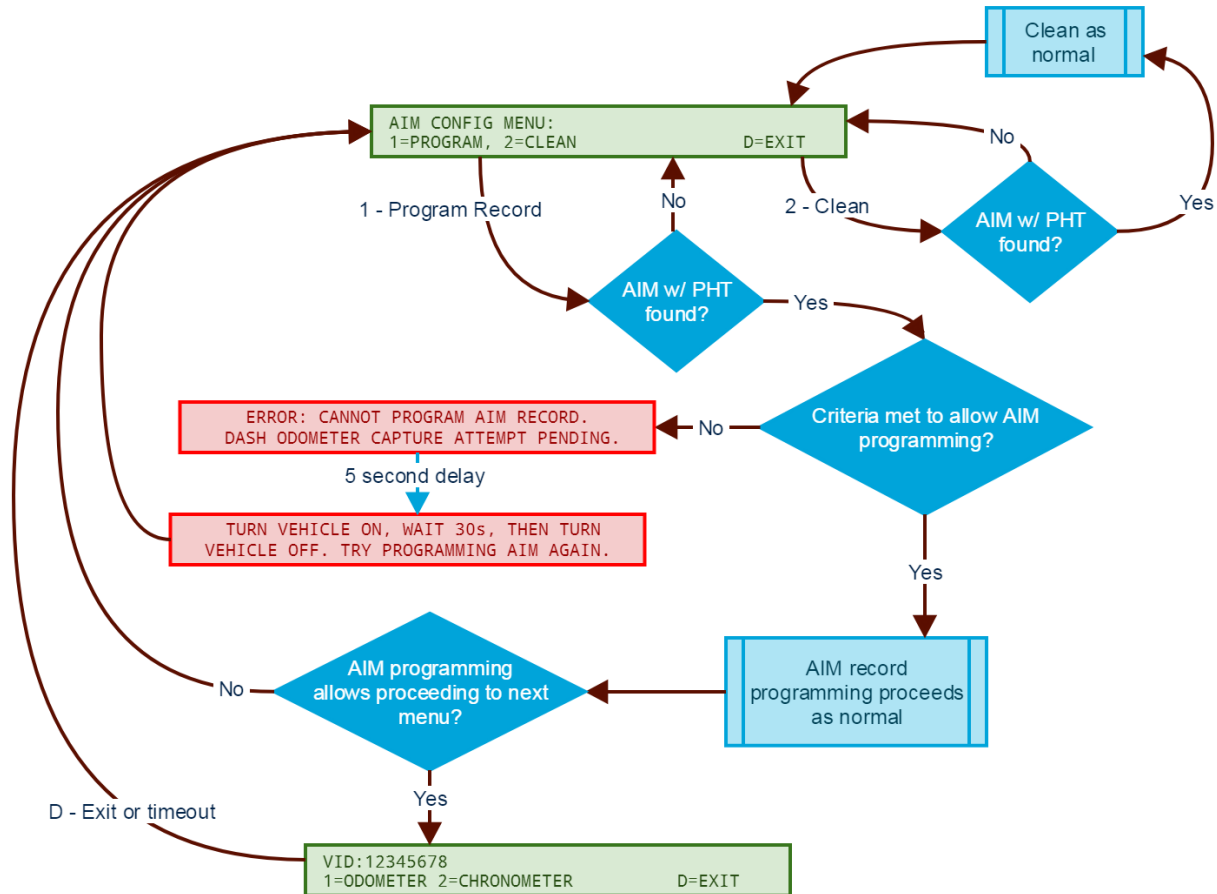 Clean as
normal
AIM CONFIG MENU:
1=PROGRAM, 2=CLEAN D=EXIT
No
1 - Program Record
No
2 - Clean
AIM w/ PHT
found?
Yes
AIM w/ PHT
found?
Yes
ERROR: CANNOT PROGRAM AIM RECORD.
DASH ODOMETER CAPTURE ATTEMPT PENDING.
No
Criteria met to allow AIM
programming?
5 second delay
TURN VEHICLE ON, WAIT 30s, THEN TURN
VEHICLE OFF. TRY PROGRAMMING AIM AGAIN.
Yes
No
AIM programming
allows proceeding to next
menu?
AIM record
programming proceeds
as normal
Yes
D - Exit or timeout
VID:12345678
1=ODOMETER 2=CHRONOMETER D=EXIT